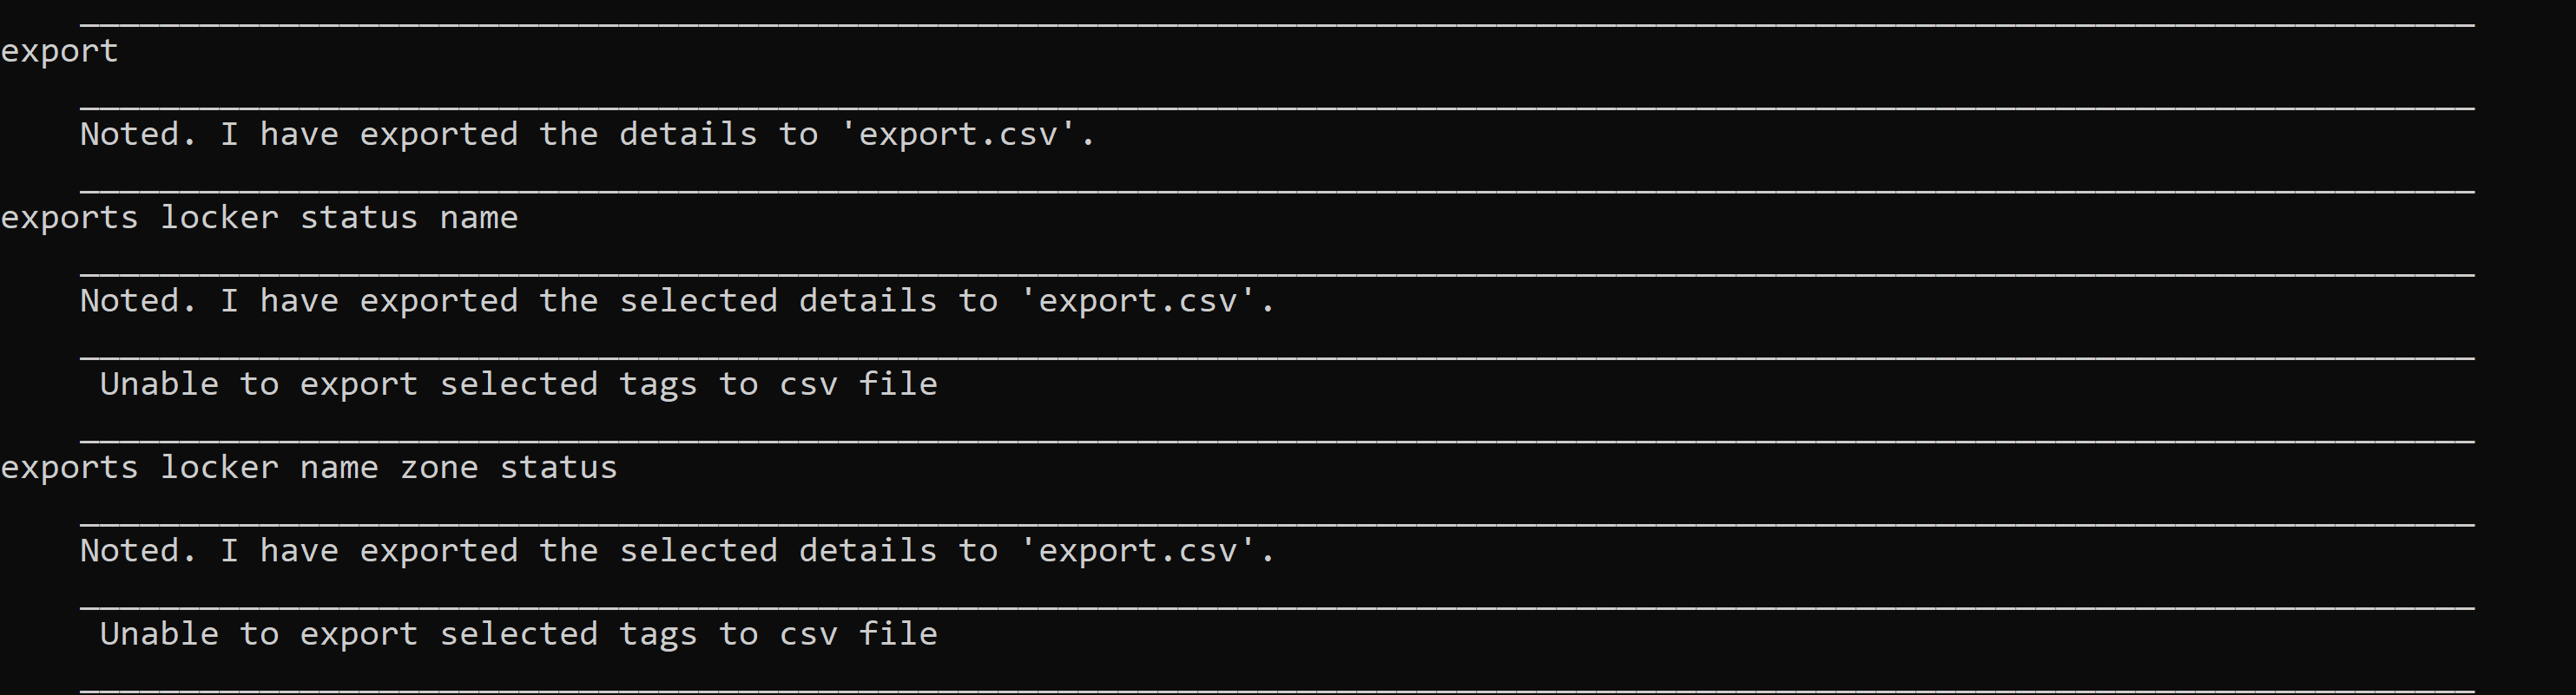 export
Noted. I have exported the details to 'export.csv'.
exports locker status name
Noted. I have exported the selected details to 'export.csv'.
Unable to export selected tags to csv file
exports locker name zone status
Noted. I have exported the selected details to 'export.csv'.
Unable to export selected tags to csv file